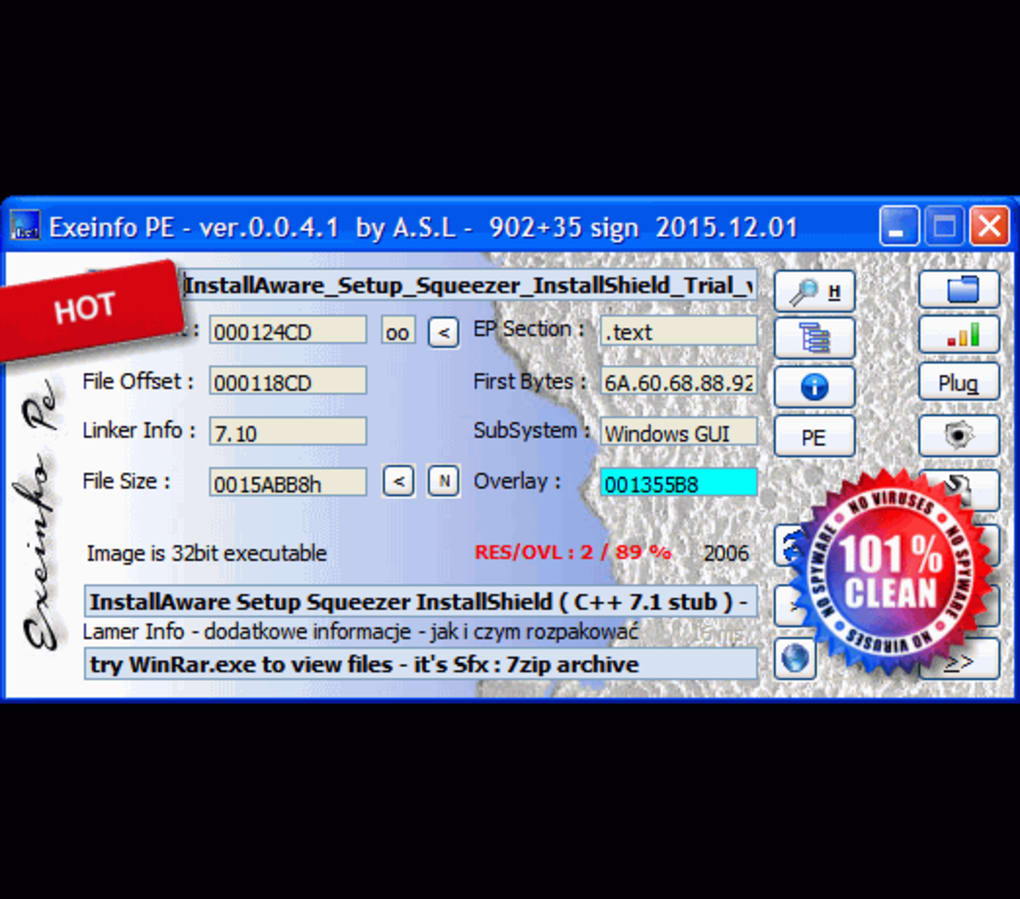 Exeinfo PE - ver.0.0.4.1 by A.S.L - 902+35 sign 2015.12.01
InstallAware_Setup_Squeezer_InstallShield_Trial_
HOT
: 000124CD oo < EP Section : .text
File Offset : 000118CD First Bytes : 6A.60.68.88.92
Linker Info : 7.10 SubSystem : Windows GUI
File Size : 0015ABB8h < N Overlay : 001355B8
Image is 32bit executable RES/OVL : 2 / 89 % 2006
InstallAware Setup Squeezer InstallShield ( C++ 7.1 stub ) -
Lamer Info - dodatkowe informacje - jak i czym rozpakować
try WinRar.exe to view files - it's Sfx : 7zip archive
Exeinfo Pe
H
Plug
PE
NO VIRUSES
NO SPYWARE
NO VIRUSES
NO SPYWARE
101 %
CLEAN
>>